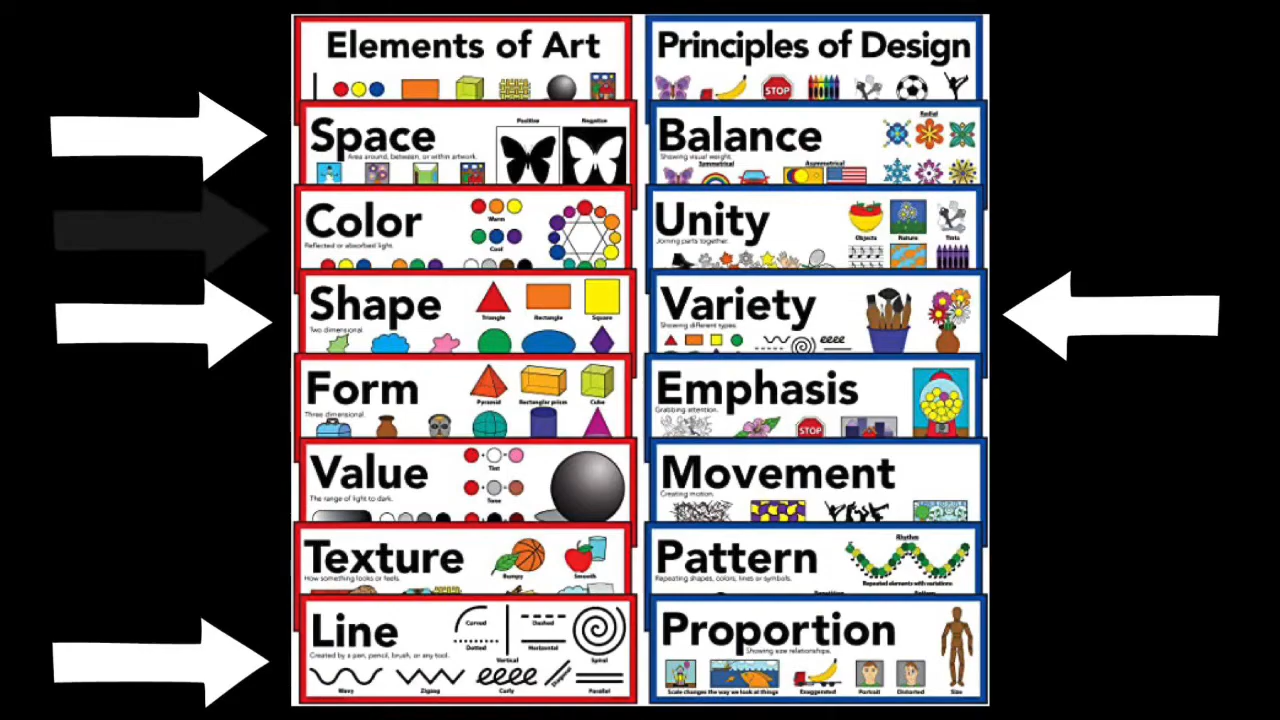 Elements of Art
Space
Area around, between, or within artwork.
Positive
Negative
Color
Reflected or absorbed light.
Warm
Cool
Shape
Two dimensional
Triangle
Rectangle
Square
Form
Three dimensional.
Pyramid
Rectangular prism
Cube
Value
The range of light to dark.
Tint
Tone
Texture
How something looks or feels.
Bumpy
Smooth
Line
Created by a pen, pencil, brush, or any tool.
Curved
Dashed
Dotted
Horizontal
Vertical
Spiral
Wavy
Zigzag
Curly
Diagonal
Parallel
Principles of Design
STOP
Balance
Showing visual weight.
Symmetrical
Asymmetrical
Radial
Unity
Joining parts together.
Objects
Nature
Tints
Variety
Showing different types.
Emphasis
Grabbing attention.
STOP
Movement
Creating motion.
Pattern
Repeating shapes, colors, lines or symbols.
Rhythm
Repeated elements with variations
Proportion
Showing size relationships.
Scale changes the way we look at things
Exaggerated
Portrait
Distorted
Size